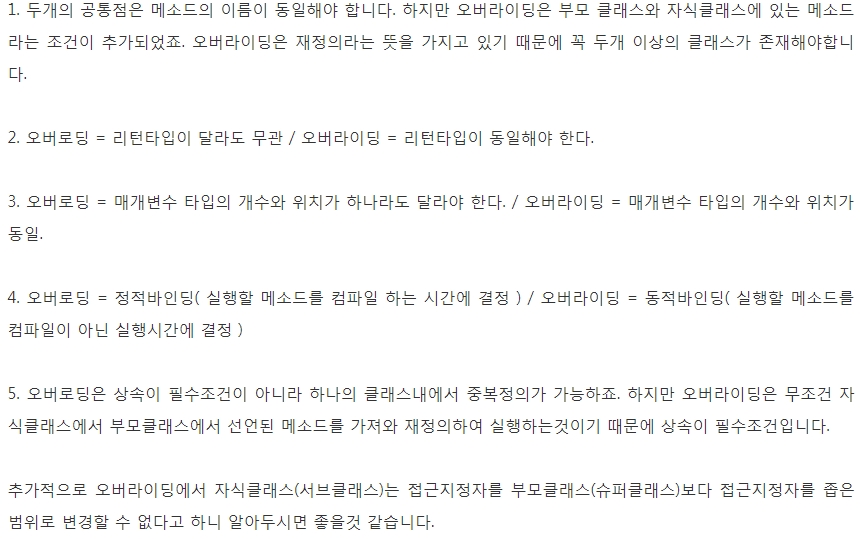 1. 두개의 공통점은 메소드의 이름이 동일해야 합니다. 하지만 오버라이딩은 부모 클래스와 자식클래스에 있는 메소드
라는 조건이 추가되었죠. 오버라이딩은 재정의라는 뜻을 가지고 있기 때문에 꼭 두개 이상의 클래스가 존재해야합니
다.
2. 오버로딩 = 리턴타입이 달라도 무관 / 오버라이딩 = 리턴타입이 동일해야 한다.
3. 오버로딩 = 매개변수 타입의 개수와 위치가 하나라도 달라야 한다. / 오버라이딩 = 매개변수 타입의 개수와 위치가
동일.
4. 오버로딩 = 정적바인딩( 실행할 메소드를 컴파일 하는 시간에 결정 ) / 오버라이딩 = 동적바인딩( 실행할 메소드를
컴파일이 아닌 실행시간에 결정 )
5. 오버로딩은 상속이 필수조건이 아니라 하나의 클래스내에서 중복정의가 가능하죠. 하지만 오버라이딩은 무조건 자
식클래스에서 부모클래스에서 선언된 메소드를 가져와 재정의하여 실행하는것이기 때문에 상속이 필수조건입니다.
추가적으로 오버라이딩에서 자식클래스(서브클래스)는 접근지정자를 부모클래스(슈퍼클래스)보다 접근지정자를 좁은
범위로 변경할 수 없다고 하니 알아두시면 좋을것 같습니다.